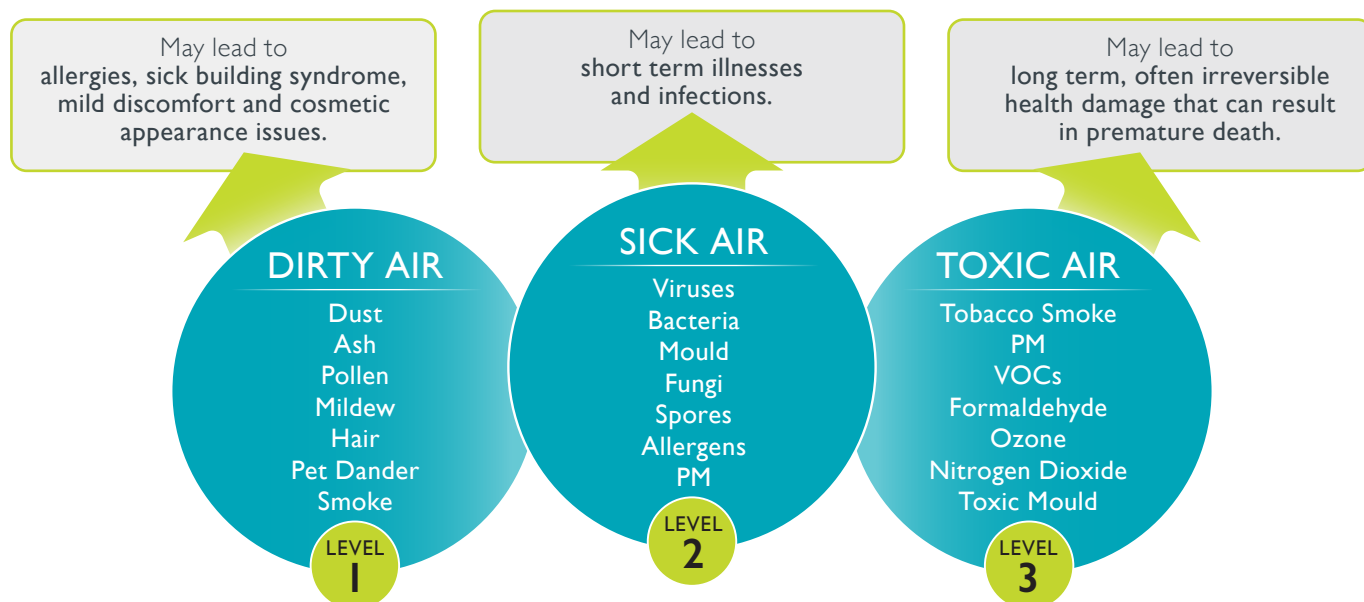 May lead to
allergies, sick building syndrome,
mild discomfort and cosmetic
appearance issues.
May lead to
short term illnesses
and infections.
May lead to
long term, often irreversible
health damage that can result
in premature death.
DIRTY AIR
Dust
Ash
Pollen
Mildew
Hair
Pet Dander
Smoke
LEVEL
1
SICK AIR
Viruses
Bacteria
Mould
Fungi
Spores
Allergens
PM
LEVEL
2
TOXIC AIR
Tobacco Smoke
PM
VOCs
Formaldehyde
Ozone
Nitrogen Dioxide
Toxic Mould
LEVEL
3